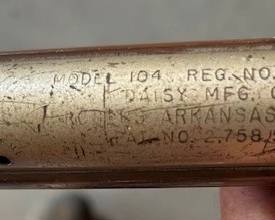 MODEL 104 REG. NO.
DAISY MFG. C
ROGERS ARKANSAS
PAT. NO. 2,758,